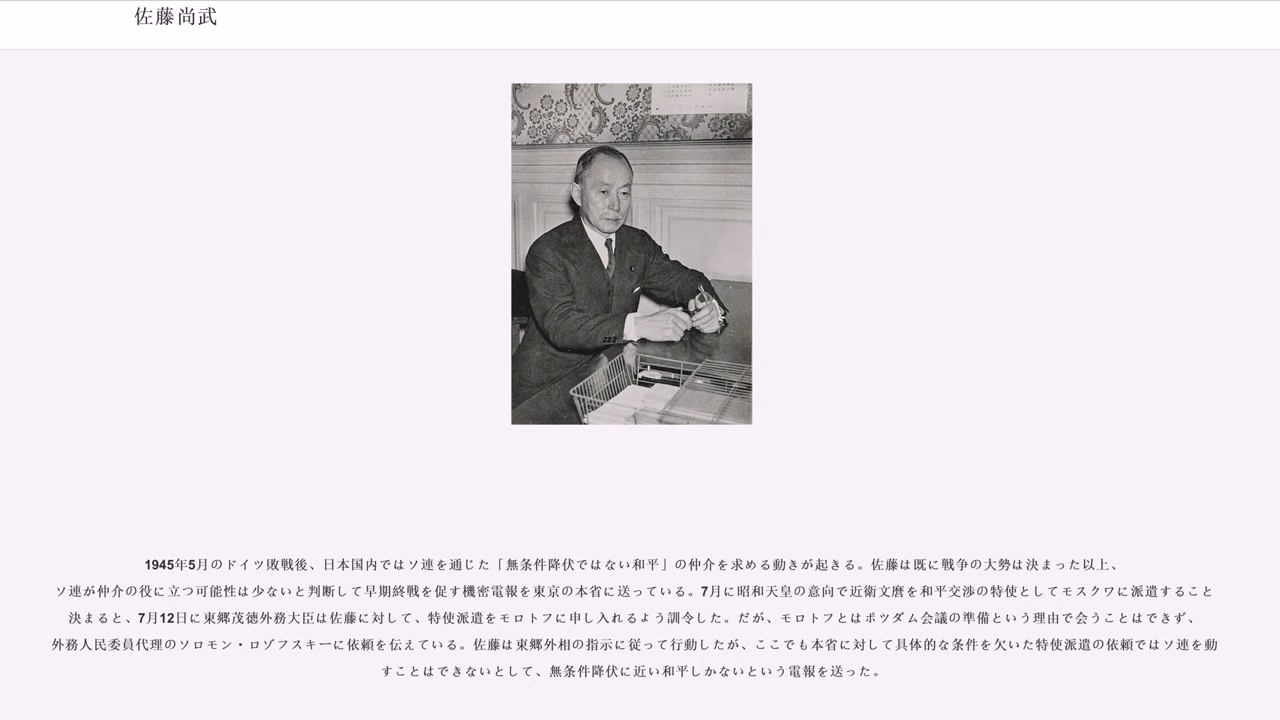 佐藤尚武
1945年5月のドイツ敗戦後、日本国内ではソ連を通じた「無条件降伏ではない和平」の仲介を求める動きが起きる。佐藤は既に戦争の大勢は決まった以上、
ソ連が仲介の役に立つ可能性は少ないと判断して早期終戦を促す機密電報を東京の本省に送っている。7月に昭和天皇の意向で近衛文麿を和平交渉の特使としてモスクワに派遣すること
決まると、7月12日に東郷茂徳外務大臣は佐藤に対して、特使派遣をモロトフに申し入れるよう訓令した。だが、モロトフとはポツダム会議の準備という理由で会うことはできず、
外務人民委員代理のソロモン・ロゾフスキーに依頼を伝えている。佐藤は東郷外相の指示に従って行動したが、ここでも本省に対して具体的な条件を欠いた特使派遣の依頼ではソ連を動
すことはできないとして、無条件降伏に近い和平しかないという電報を送った。